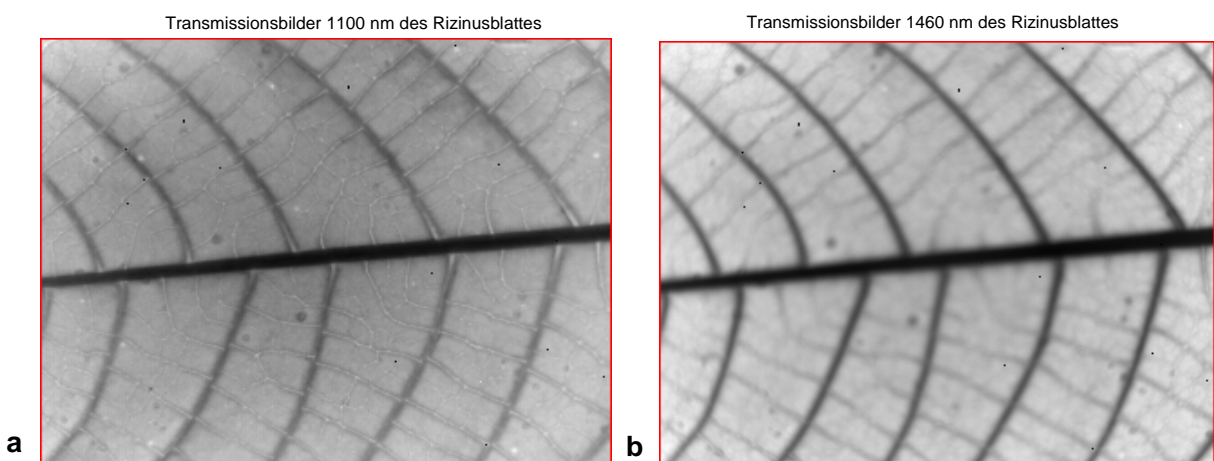 Transmissionsbilder 1100 nm des Rizinusblattes
Transmissionsbilder 1460 nm des Rizinusblattes
a
b